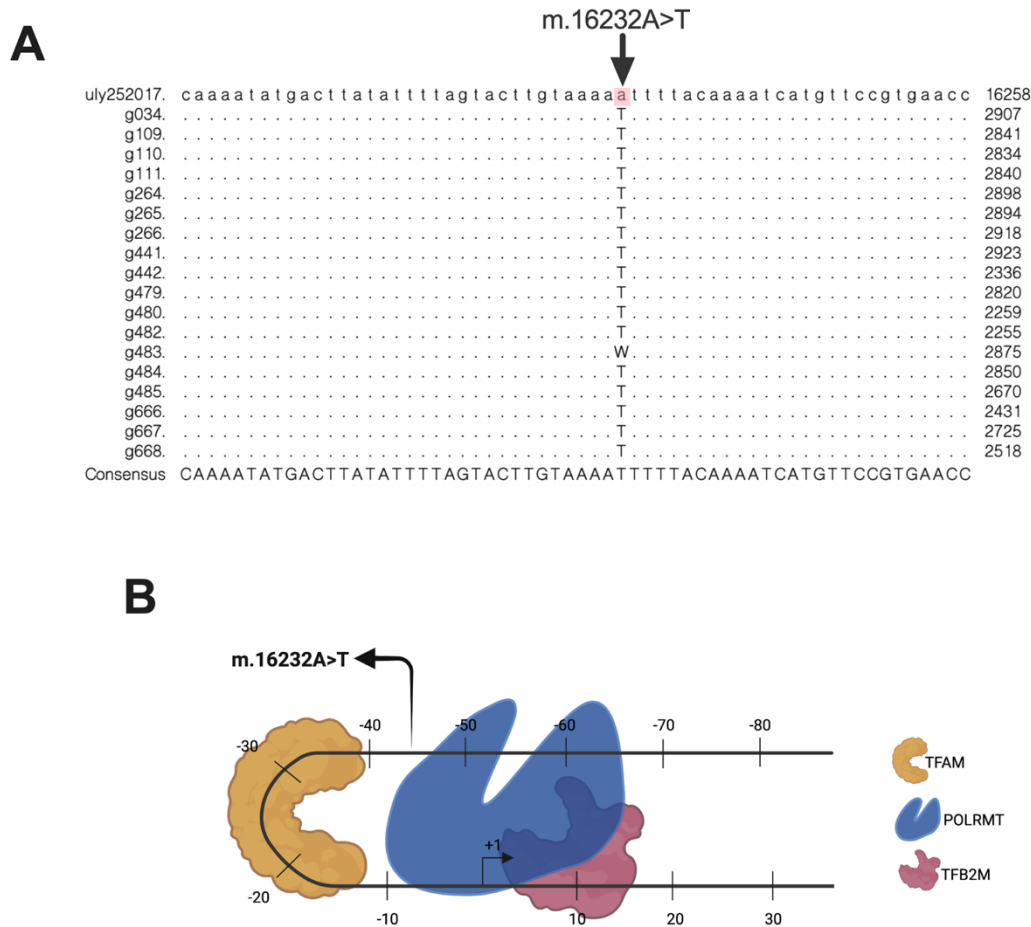 A
m.16232A>T
uly252017. c a a a a t a t g a c t t a t a t t t t a g t a c t t g t a a a a a t t t t a c a a a a t c a t g t t c c g t g a a c c 16258
g034. .................................T.......................... 2907
g109. .................................T.......................... 2841
g110. .................................T.......................... 2834
g111. .................................T.......................... 2840
g264. .................................T.......................... 2898
g265. .................................T.......................... 2894
g266. .................................T.......................... 2918
g441. .................................T.......................... 2923
g442. .................................T.......................... 2336
g479. .................................T.......................... 2820
g480. .................................T.......................... 2259
g482. .................................T.......................... 2255
g483. .................................W.......................... 2875
g484. .................................T.......................... 2850
g485. .................................T.......................... 2670
g666. .................................T.......................... 2431
g667. .................................T.......................... 2725
g668. .................................T.......................... 2518
Consensus C A A A A T A T G A C T T A T A T T T T A G T A C T T G T A A A A T T T T T A C A A A A T C A T G T T C C G T G A A C C
B
m.16232A>T
-30 -40 -50 -60 -70 -80
TFAM
POLRMT
+1
TFB2M
-20 -10 10 20 30